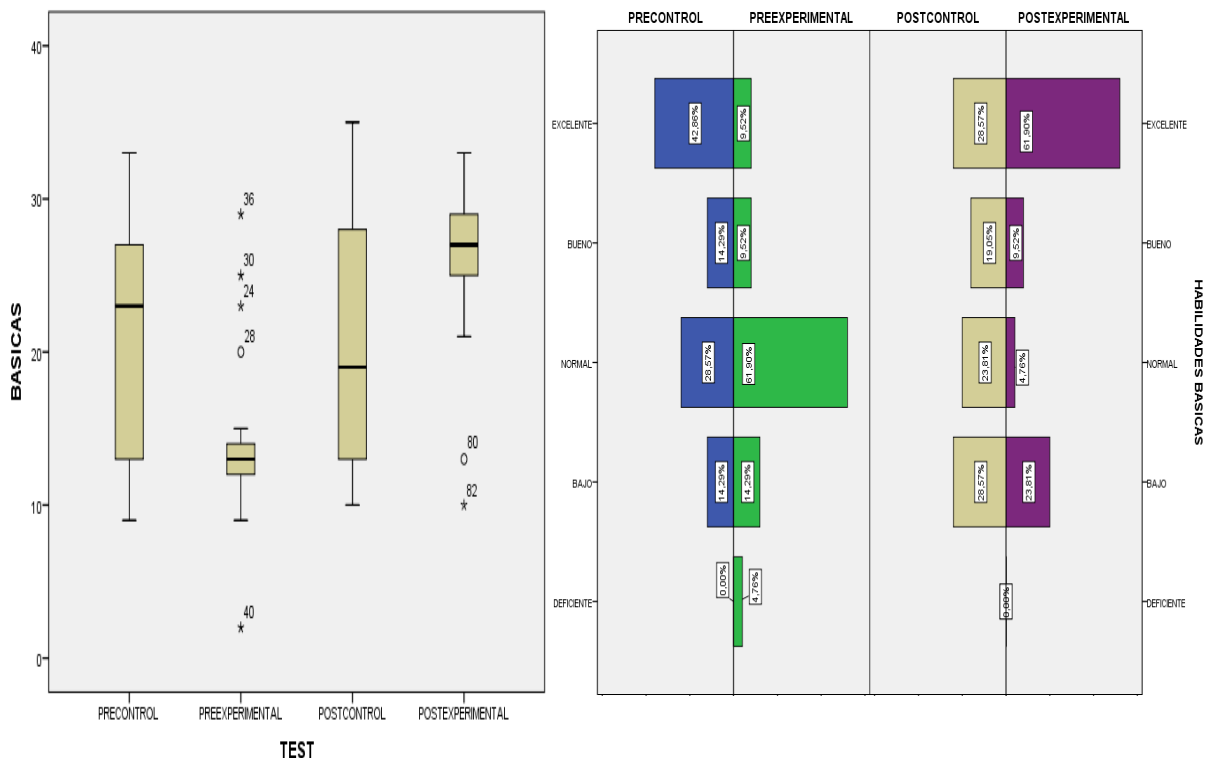 BASICAS
40
30
20
10
0
36
30
24
28
40
80
82
PRECONTROL
PREEXPERIMENTAL
POSTCONTROL
POSTEXPERIMENTAL
TEST
PRECONTROL
PREEXPERIMENTAL
POSTCONTROL
POSTEXPERIMENTAL
EXCELENTE
42,86%
9,52%
28,57%
61,90%
EXCELENTE
BUENO
14,29%
9,52%
19,05%
9,52%
BUENO
NORMAL
28,57%
61,90%
23,81%
4,76%
NORMAL
BAJO
14,29%
14,29%
28,57%
23,81%
BAJO
DEFICIENTE
0,00%
4,76%
0,00%
DEFICIENTE
HABILIDADES BASICAS